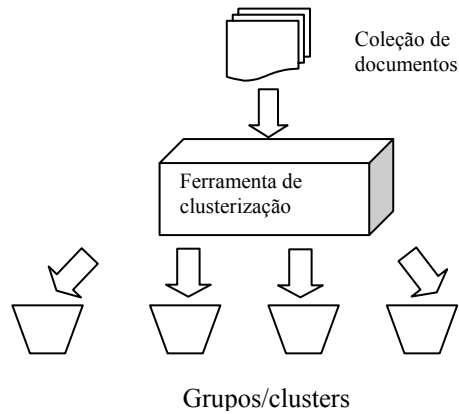 Coleção de
documentos
Ferramenta de
clusterização
Grupos/clusters